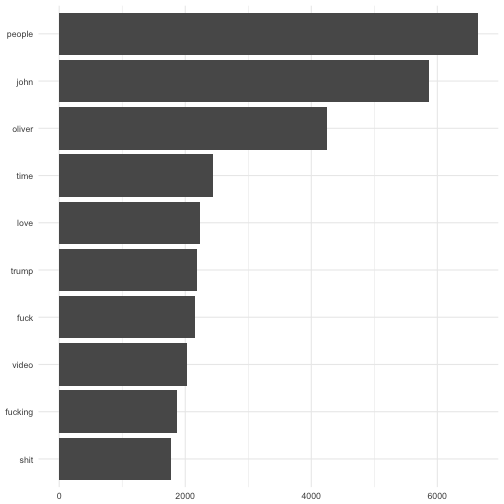 people
john
oliver
time
love
trump
fuck
video
fucking
shit
0 2000 4000 6000